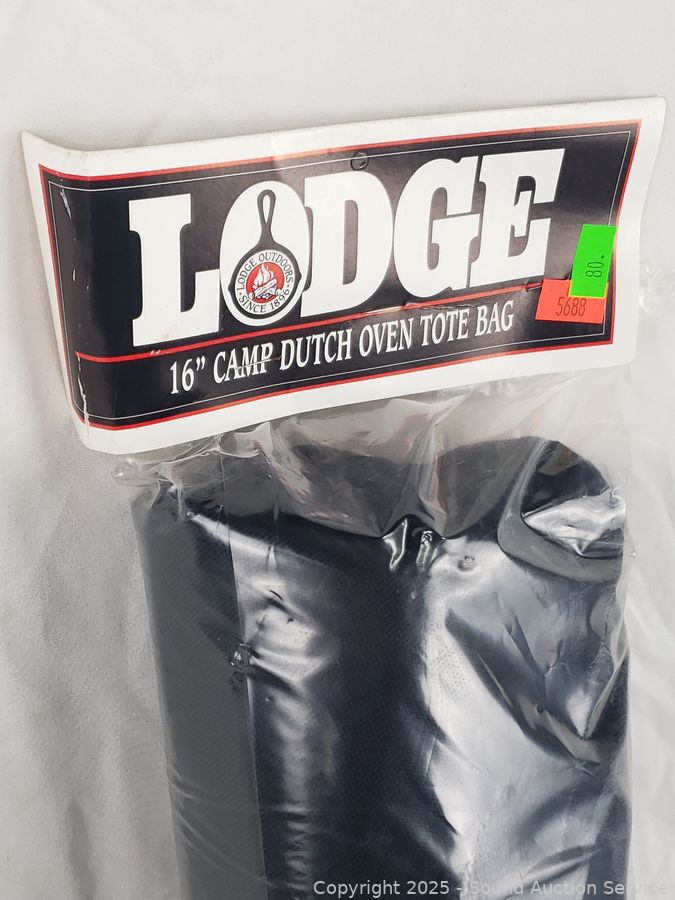 LODGE
LODGE OUTDOORS
SINCE 1896
80.
5688
16" CAMP DUTCH OVEN TOTE BAG
Copyright 2025 - Sound Auction Service